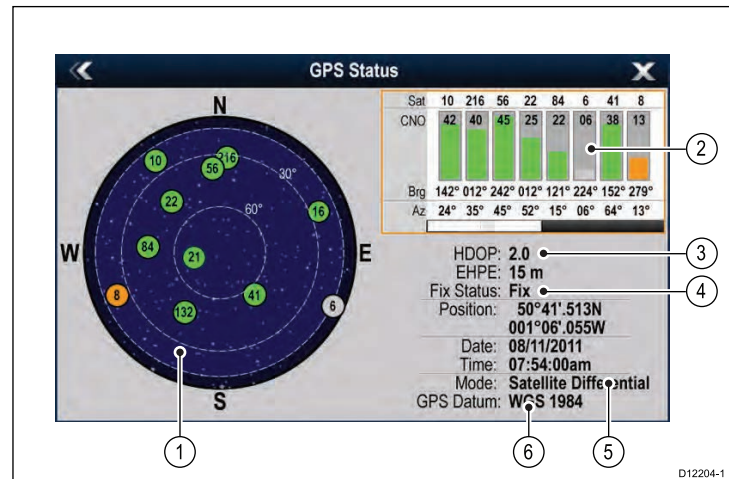 GPS Status
Sat 10 216 56 22 84 6 41 8
CNO 42 40 45 25 22 06 38 13
Brg 142° 012° 242° 012° 121° 224° 152° 279°
Az 24° 35° 45° 52° 15° 06° 64° 13°
N
10
216
56
30°
22
16
60°
84
W
21
E
8
41
6
132
S
HDOP: 2.0
EHPE: 15 m
Fix Status: Fix
Position: 50°41'.513N
001°06'.055W
Date: 08/11/2011
Time: 07:54:00am
Mode: Satellite Differential
GPS Datum: WGS 1984
1
2
3
4
5
6
D12204-1